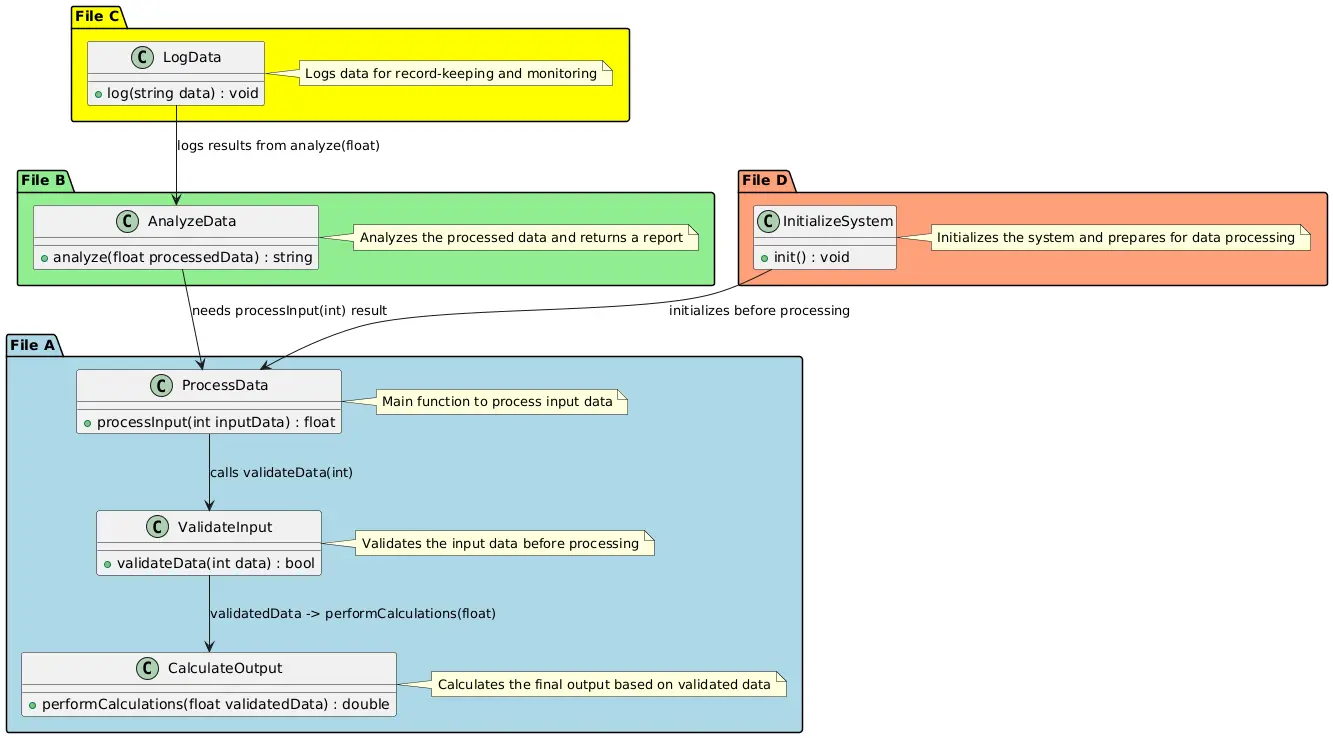 File C
C LogData
Logs data for record-keeping and monitoring
log(string data) : void
logs results from analyze(float)
File B
C AnalyzeData
Analyzes the processed data and returns a report
analyze(float processedData) : string
File D
C InitializeSystem
Initializes the system and prepares for data processing
init() : void
needs processInput(int) result
initializes before processing
File A
C ProcessData
Main function to process input data
processInput(int inputData) : float
calls validateData(int)
C ValidateInput
Validates the input data before processing
validateData(int data) : bool
validatedData -> performCalculations(float)
C CalculateOutput
Calculates the final output based on validated data
performCalculations(float validatedData) : double